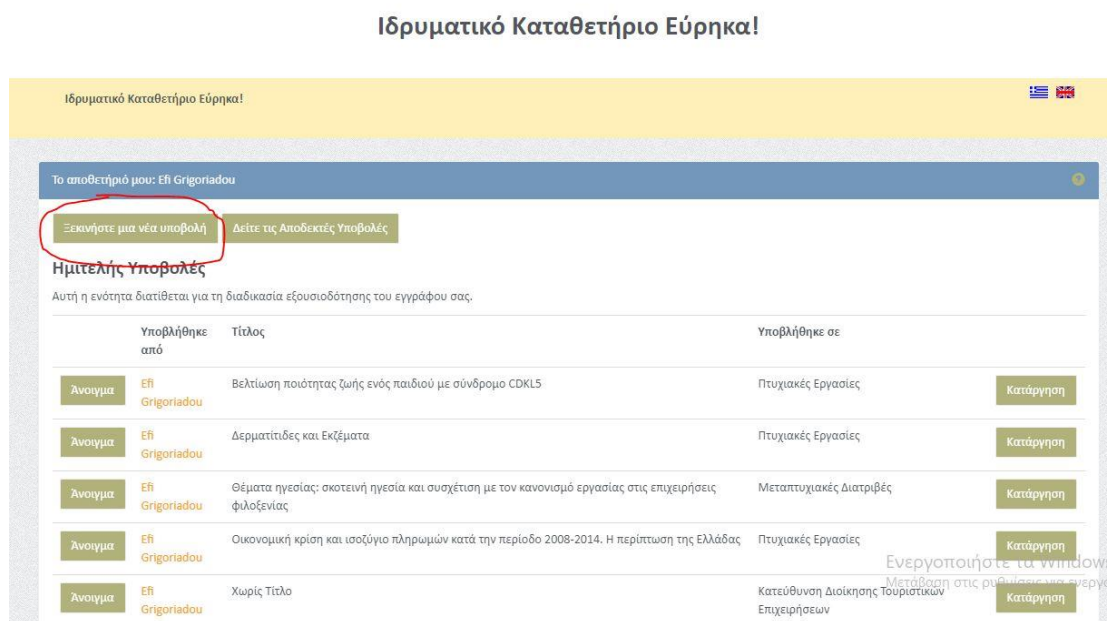 Ιδρυματικό Καταθετήριο Εύρηκα!
Ιδρυματικό Καταθετήριο Εύρηκα!
Το αποθετήριό μου: Efi Grigoriadou
Ξεκινήστε μια νέα υποβολή Δείτε τις Αποδεκτές Υποβολές
Ημιτελής Υποβολές
Αυτή η ενότητα διατίθεται για τη διαδικασία εξουσιοδότησης του εγγράφου σας.
Υποβλήθηκε από Τίτλος Υποβλήθηκε σε
Άνοιγμα Efi Grigoriadou Βελτίωση ποιότητας ζωής ενός παιδιού με σύνδρομο CDKL5 Πτυχιακές Εργασίες Κατάργηση
Άνοιγμα Efi Grigoriadou Δερματίτιδες και Εκζέματα Πτυχιακές Εργασίες Κατάργηση
Άνοιγμα Efi Grigoriadou Θέματα ηγεσίας: σκοτεινή ηγεσία και συσχέτιση με τον κανονισμό εργασίας στις επιχειρήσεις φιλοξενίας Μεταπτυχιακές Διατριβές Κατάργηση
Άνοιγμα Efi Grigoriadou Οικονομική κρίση και ισοζύγιο πληρωμών κατά την περίοδο 2008-2014. Η περίπτωση της Ελλάδας Πτυχιακές Εργασίες Κατάργηση
Ενεργοποιήστε τα Windows
Μετάβαση στις ρυθμίσεις για
Άνοιγμα Efi Grigoriadou Χωρίς Τίτλο Κατεύθυνση Διοίκησης Τουριστικών Επιχειρήσεων Κατάργηση